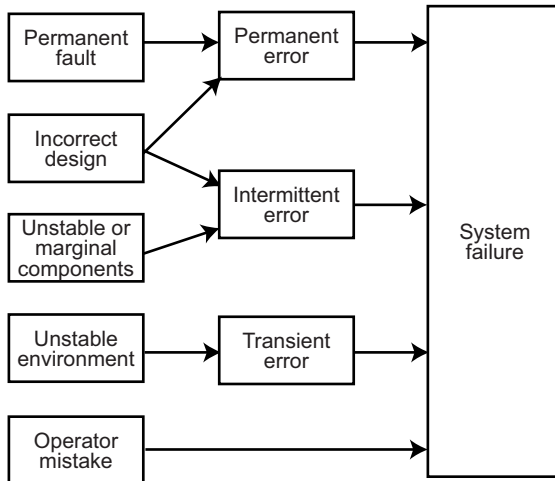 Permanent
fault
Permanent
error
Incorrect
design
Intermittent
error
Unstable or
marginal
components
System
failure
Unstable
environment
Transient
error
Operator
mistake